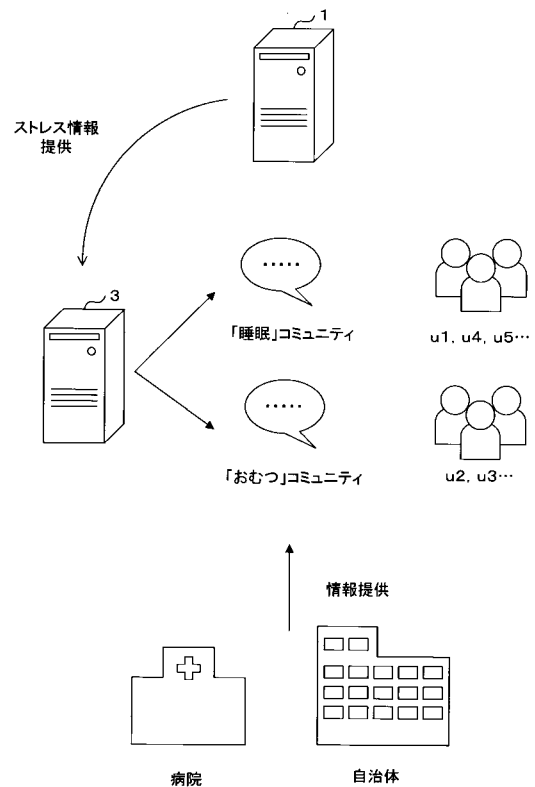 1
ストレス情報
提供
3
・・・・・
「睡眠」コミュニティ
u1, u4, u5…
・・・・・
「おむつ」コミュニティ
u2, u3…
情報提供
病院
自治体